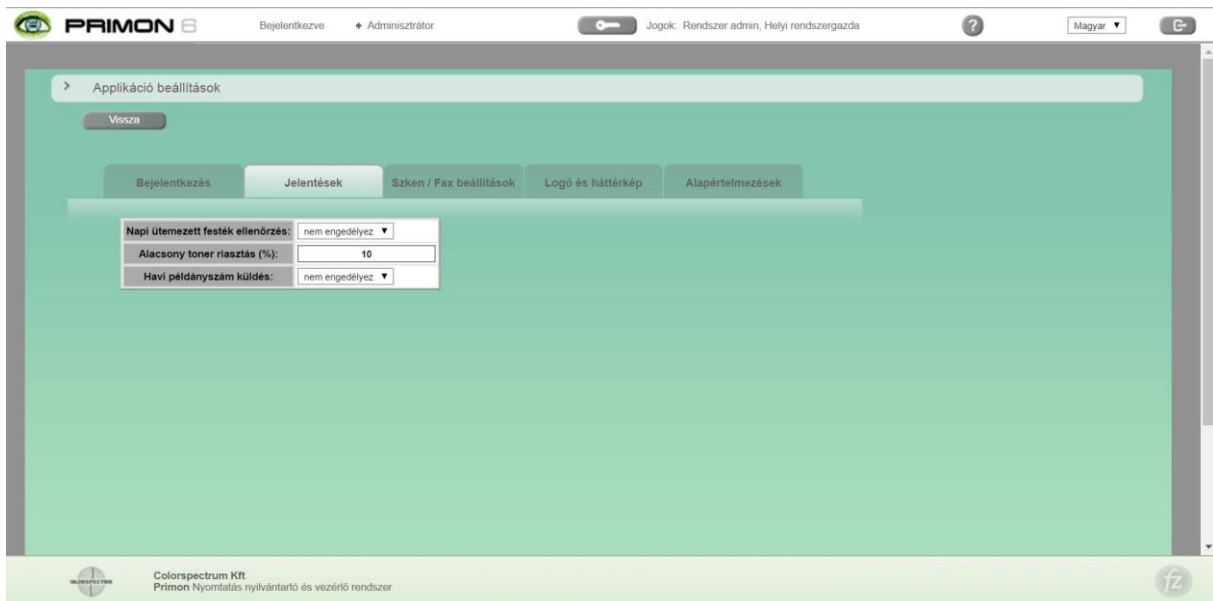 PRIMON 6 Bejelentkezve Adminisztrátor Jogok: Rendszer admin, Helyi rendszergazda ? Magyar
Applikáció beállítások
Vissza
Bejelentkezés Jelentések Szken / Fax beállítások Logó és háttérkép Alapértelmezések
Napi ütemezett festék ellenőrzés: nem engedélyez
Alacsony toner riasztás (%): 10
Havi példányszám küldés: nem engedélyez
COLORSPECTRUM
Colorspectrum Kft
Primon Nyomtatás nyilvántartó és vezérlő rendszer
fz